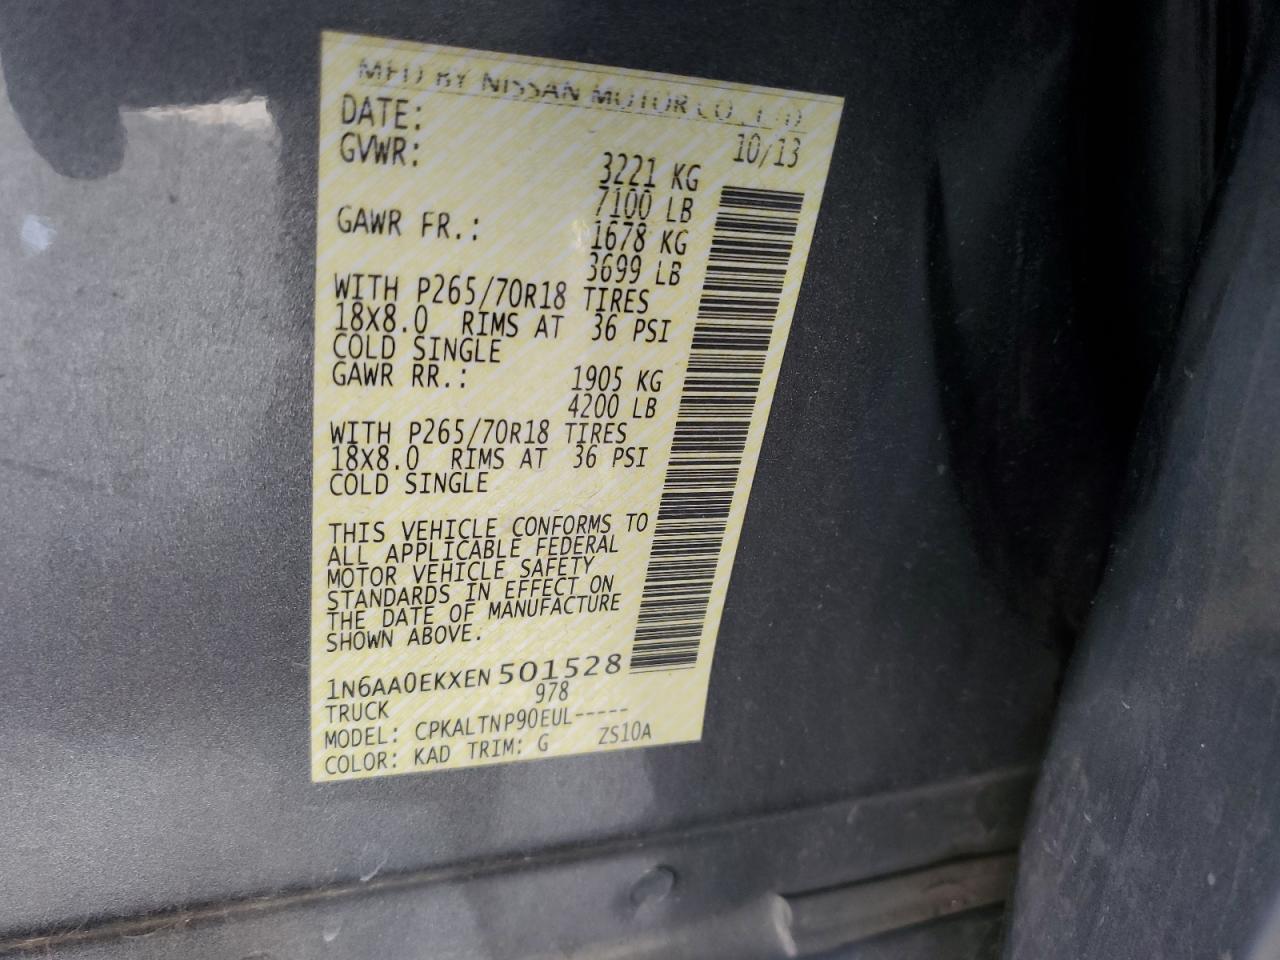 MFD BY NISSAN MOTOR CO., LTD
DATE: 10/13
GVWR: 3221 KG
7100 LB
GAWR FR.: 1678 KG
3699 LB
WITH P265/70R18 TIRES
18X8.0 RIMS AT 36 PSI
COLD SINGLE
GAWR RR.: 1905 KG
4200 LB
WITH P265/70R18 TIRES
18X8.0 RIMS AT 36 PSI
COLD SINGLE
THIS VEHICLE CONFORMS TO
ALL APPLICABLE FEDERAL
MOTOR VEHICLE SAFETY
STANDARDS IN EFFECT ON
THE DATE OF MANUFACTURE
SHOWN ABOVE.
1N6AA0EKXEN 501528
TRUCK 978
MODEL: CPKALTNP90EUL-----
COLOR: KAD TRIM: G ZS10A